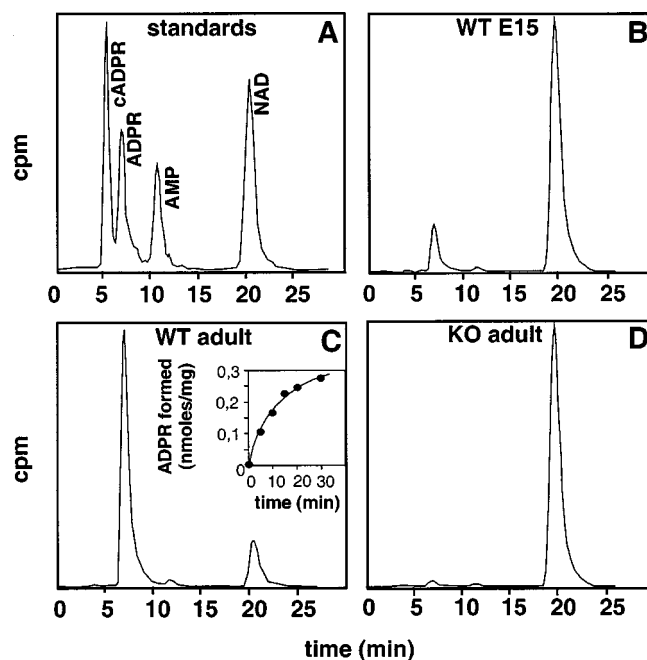 standards
A
cADPR
ADPR
AMP
NAD
cpm
0 5 10 15 20 25
WT E15
B
0 5 10 15 20 25
WT adult
C
ADPR formed
(nmoles/mg)
0,3
0,2
0,1
0
0 10 20 30
time (min)
cpm
0 5 10 15 20 25
KO adult
D
0 5 10 15 20 25
time (min)